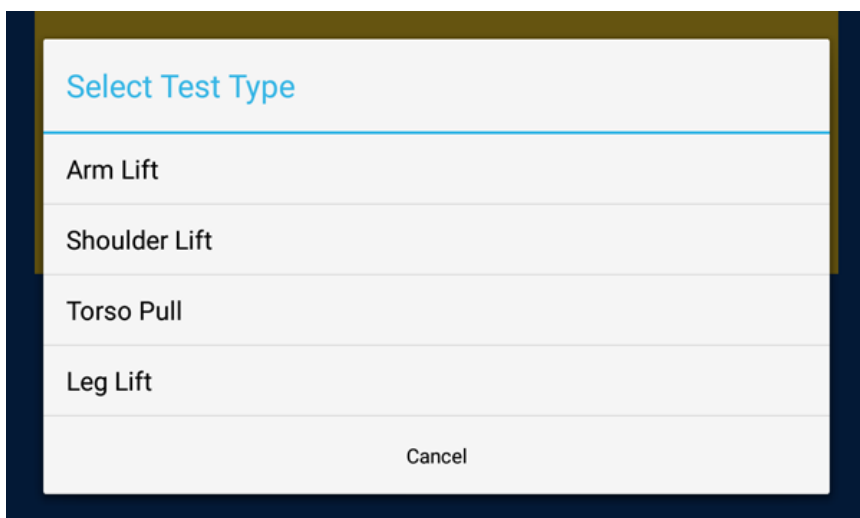 Select Test Type
Arm Lift
Shoulder Lift
Torso Pull
Leg Lift
Cancel